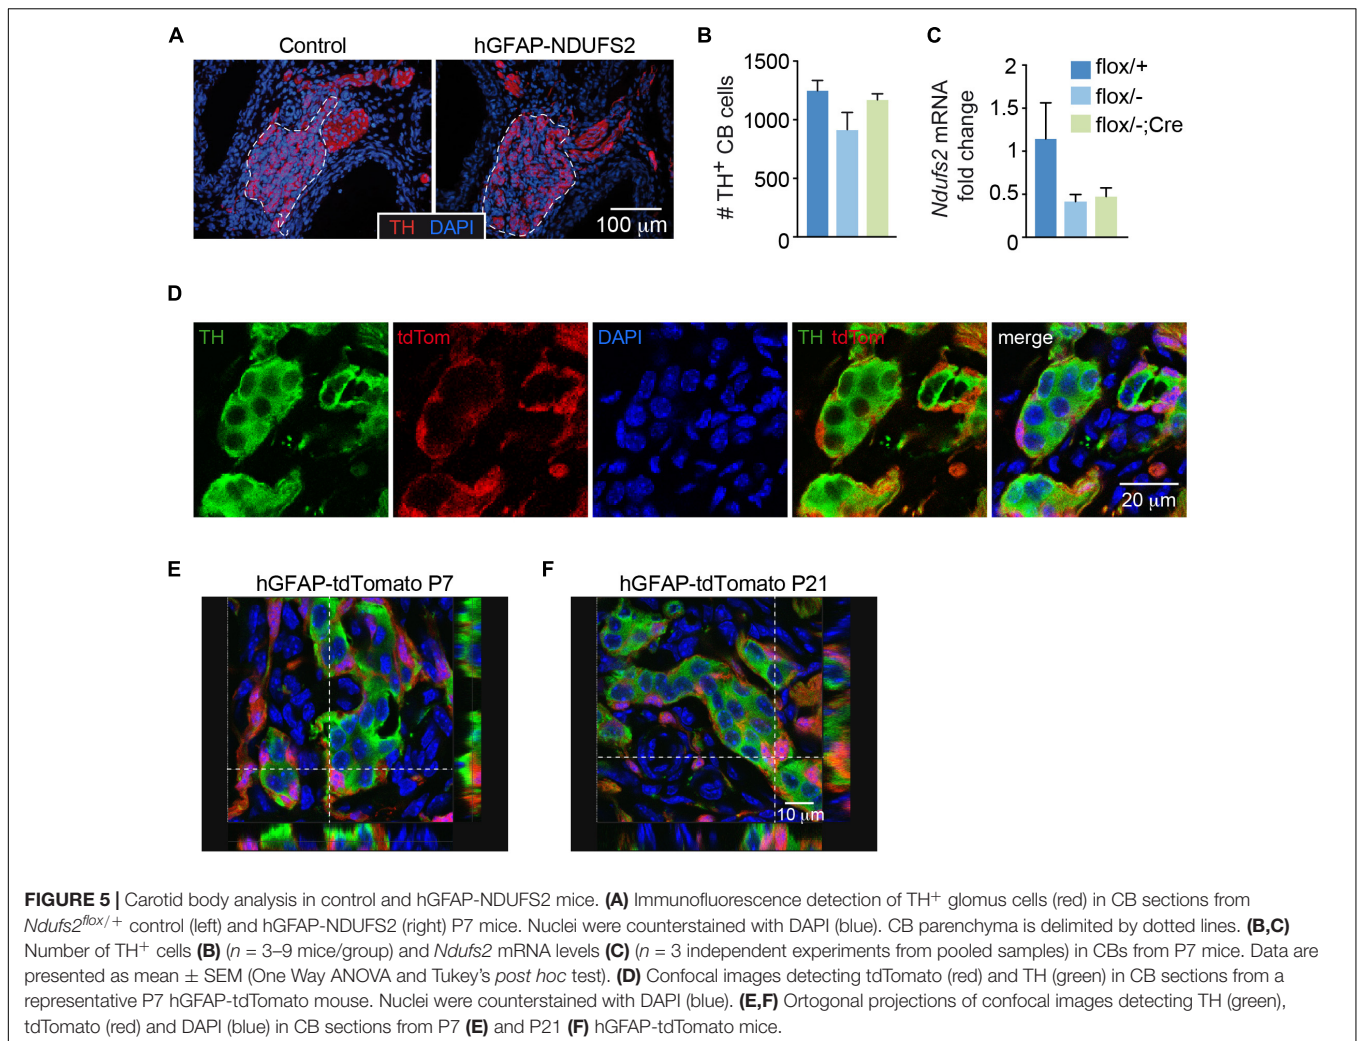 A
Control
hGFAP-NDUFS2
TH DAPI
100 µm
B
# TH+ CB cells
1500
1000
500
0
C
Ndufs2 mRNA
fold change
2
1.5
1
0.5
0
flox/+
flox/-
flox/-;Cre
D
TH
tdTom
DAPI
TH tdTom
merge
20 µm
E
hGFAP-tdTomato P7
F
hGFAP-tdTomato P21
10 µm
FIGURE 5 | Carotid body analysis in control and hGFAP-NDUFS2 mice. (A) Immunofluorescence detection of TH+ glomus cells (red) in CB sections from
Ndufs2flox/+ control (left) and hGFAP-NDUFS2 (right) P7 mice. Nuclei were counterstained with DAPI (blue). CB parenchyma is delimited by dotted lines. (B,C)
Number of TH+ cells (B) (n = 3–9 mice/group) and Ndufs2 mRNA levels (C) (n = 3 independent experiments from pooled samples) in CBs from P7 mice. Data are
presented as mean ± SEM (One Way ANOVA and Tukey's post hoc test). (D) Confocal images detecting tdTomato (red) and TH (green) in CB sections from a
representative P7 hGFAP-tdTomato mouse. Nuclei were counterstained with DAPI (blue). (E,F) Ortogonal projections of confocal images detecting TH (green),
tdTomato (red) and DAPI (blue) in CB sections from P7 (E) and P21 (F) hGFAP-tdTomato mice.